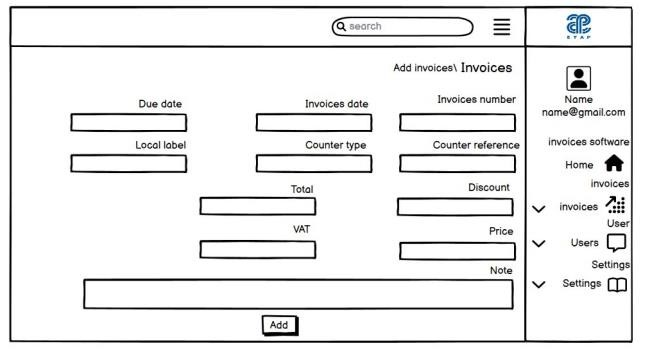 search
ETAP
Add invoices\ Invoices
Due date
Invoices date
Invoices number
Local label
Counter type
Counter reference
Total
Discount
VAT
Price
Note
Add
Name
name@gmail.com
invoices software
Home
invoices
invoices
User
Users
Settings
Settings